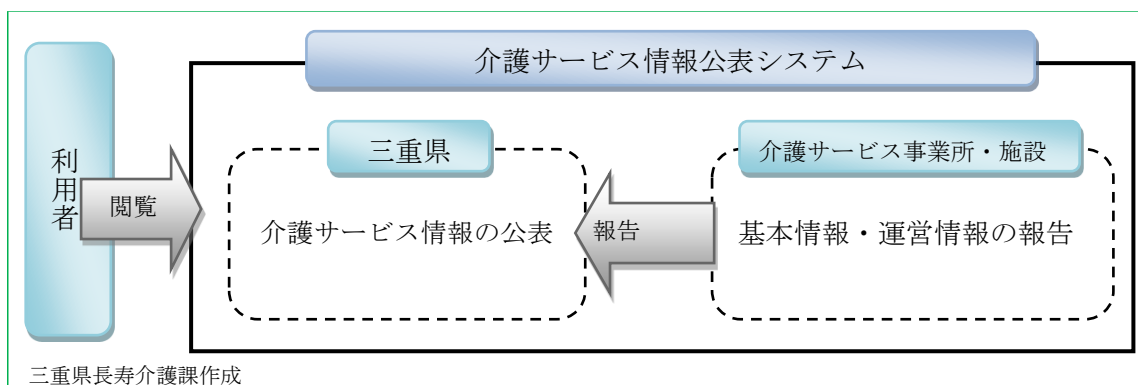 介護サービス情報公表システム
利用者
閲覧
三重県
介護サービス情報の公表
報告
介護サービス事業所・施設
基本情報・運営情報の報告
三重県長寿介護課作成